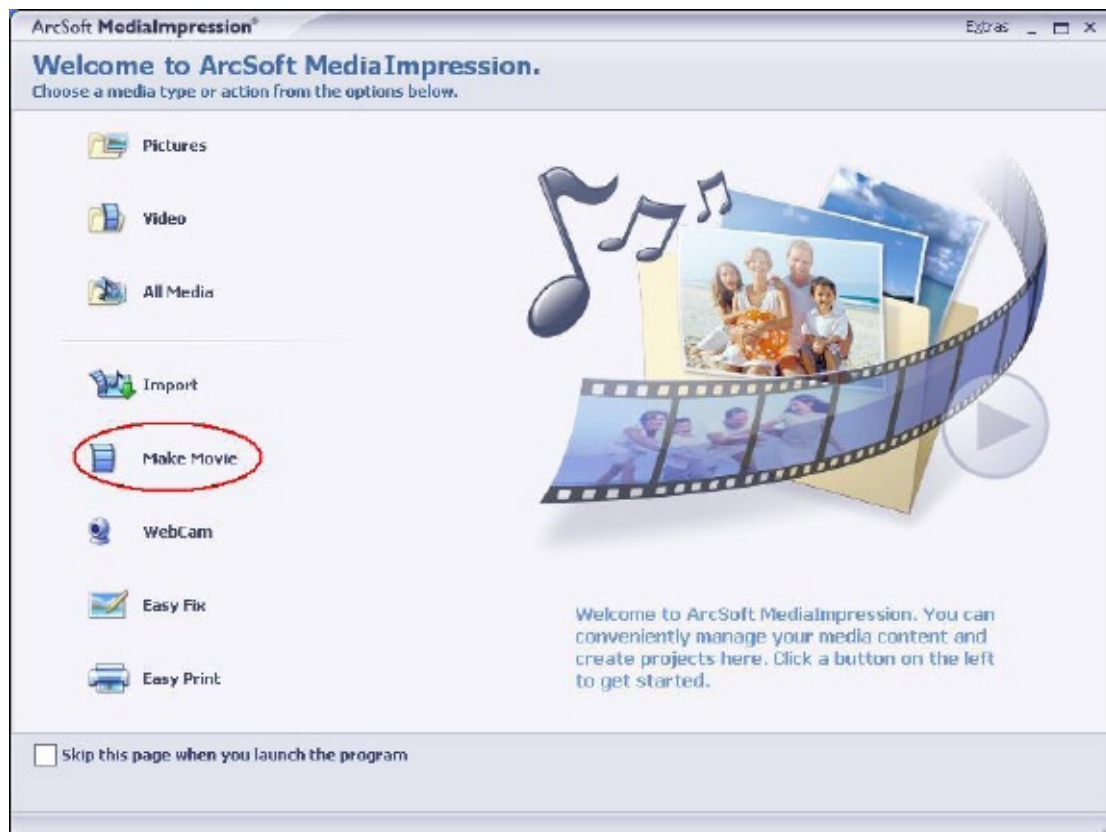 ArcSoft MediaImpression®
Extras
Welcome to ArcSoft MediaImpression.
Choose a media type or action from the options below.
Pictures
Video
All Media
Import
Make Movie
WebCam
Easy Fix
Easy Print
Welcome to ArcSoft MediaImpression. You can
conveniently manage your media content and
create projects here. Click a button on the left
to get started.
Skip this page when you launch the program